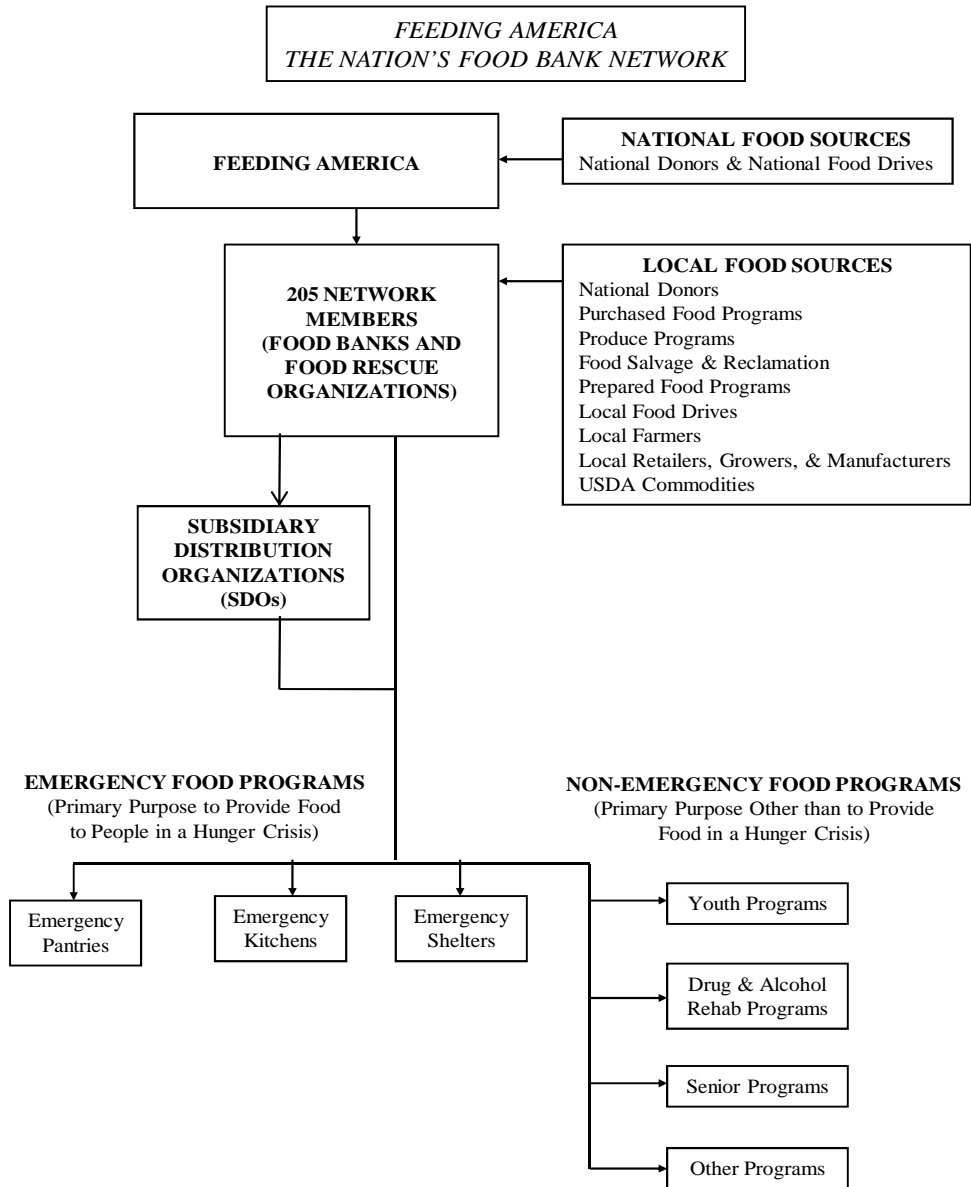 FEEDING AMERICA
THE NATION’S FOOD BANK NETWORK
FEEDING AMERICA
NATIONAL FOOD SOURCES
National Donors & National Food Drives
205 NETWORK
MEMBERS
(FOOD BANKS AND
FOOD RESCUE
ORGANIZATIONS)
LOCAL FOOD SOURCES
National Donors
Purchased Food Programs
Produce Programs
Food Salvage & Reclamation
Prepared Food Programs
Local Food Drives
Local Farmers
Local Retailers, Growers, & Manufacturers
USDA Commodities
SUBSIDIARY
DISTRIBUTION
ORGANIZATIONS
(SDOs)
EMERGENCY FOOD PROGRAMS
(Primary Purpose to Provide Food
to People in a Hunger Crisis)
NON-EMERGENCY FOOD PROGRAMS
(Primary Purpose Other than to Provide
Food in a Hunger Crisis)
Emergency
Pantries
Emergency
Kitchens
Emergency
Shelters
Youth Programs
Drug & Alcohol
Rehab Programs
Senior Programs
Other Programs